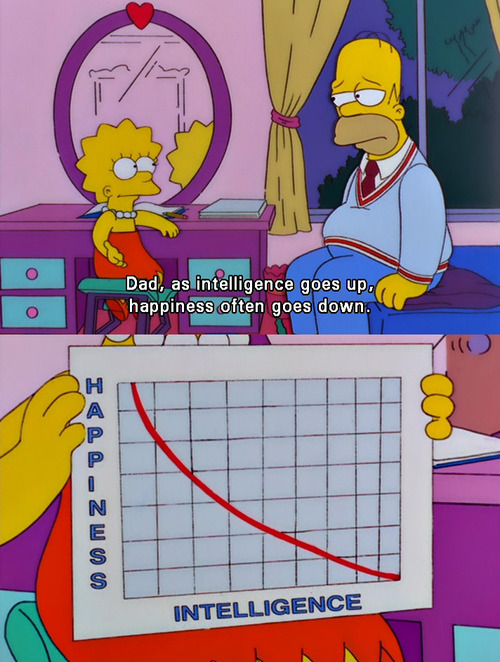 Dad, as intelligence goes up,
happiness often goes down.
HAPPINESS
INTELLIGENCE